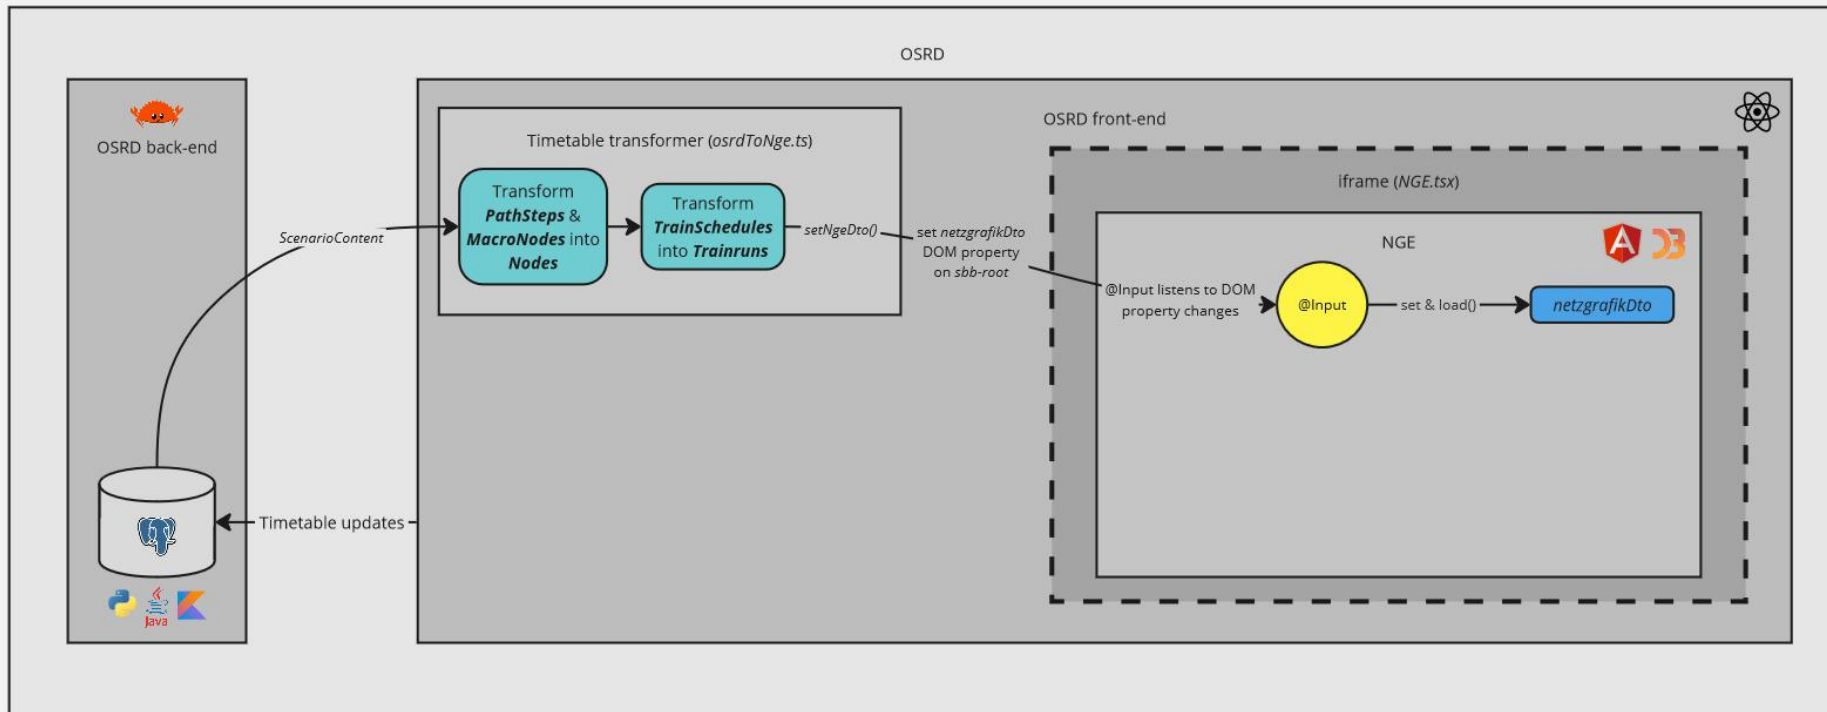 OSRD
OSRD back-end
Java
Timetable updates
ScenarioContent
Timetable transformer (osrdToNge.ts)
Transform
PathSteps &
MacroNodes into
Nodes
Transform
TrainSchedules
into Trainruns
setNgeDto()
set netzgrafikDto
DOM property
on sbb-root
OSRD front-end
iframe (NGE.tsx)
NGE
@Input listens to DOM
property changes
@Input
set & load()
netzgrafikDto